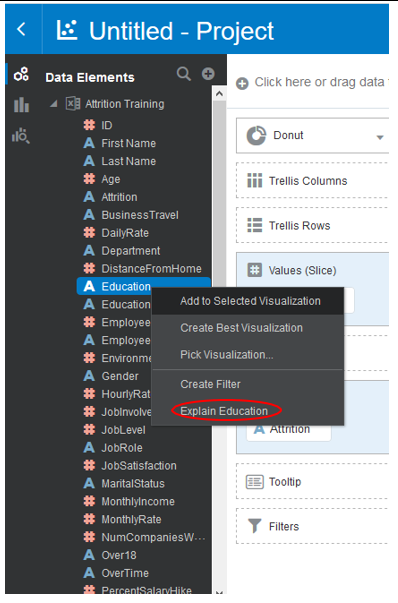 Untitled - Project
Data Elements
Click here or drag data
Attrition Training
ID
First Name
Last Name
Age
Attrition
BusinessTravel
DailyRate
Department
DistanceFromHome
Education
Education
Employee
Employee
Environme
Gender
HourlyRat
JobInvolve
JobLevel
JobRole
JobSatisfaction
MaritalStatus
MonthlyIncome
MonthlyRate
NumCompaniesW...
Over18
OverTime
PercentSalaryHike
Add to Selected Visualization
Create Best Visualization
Pick Visualization...
Create Filter
Explain Education
Donut
Trellis Columns
Trellis Rows
Values (Slice)
Attrition
Tooltip
Filters